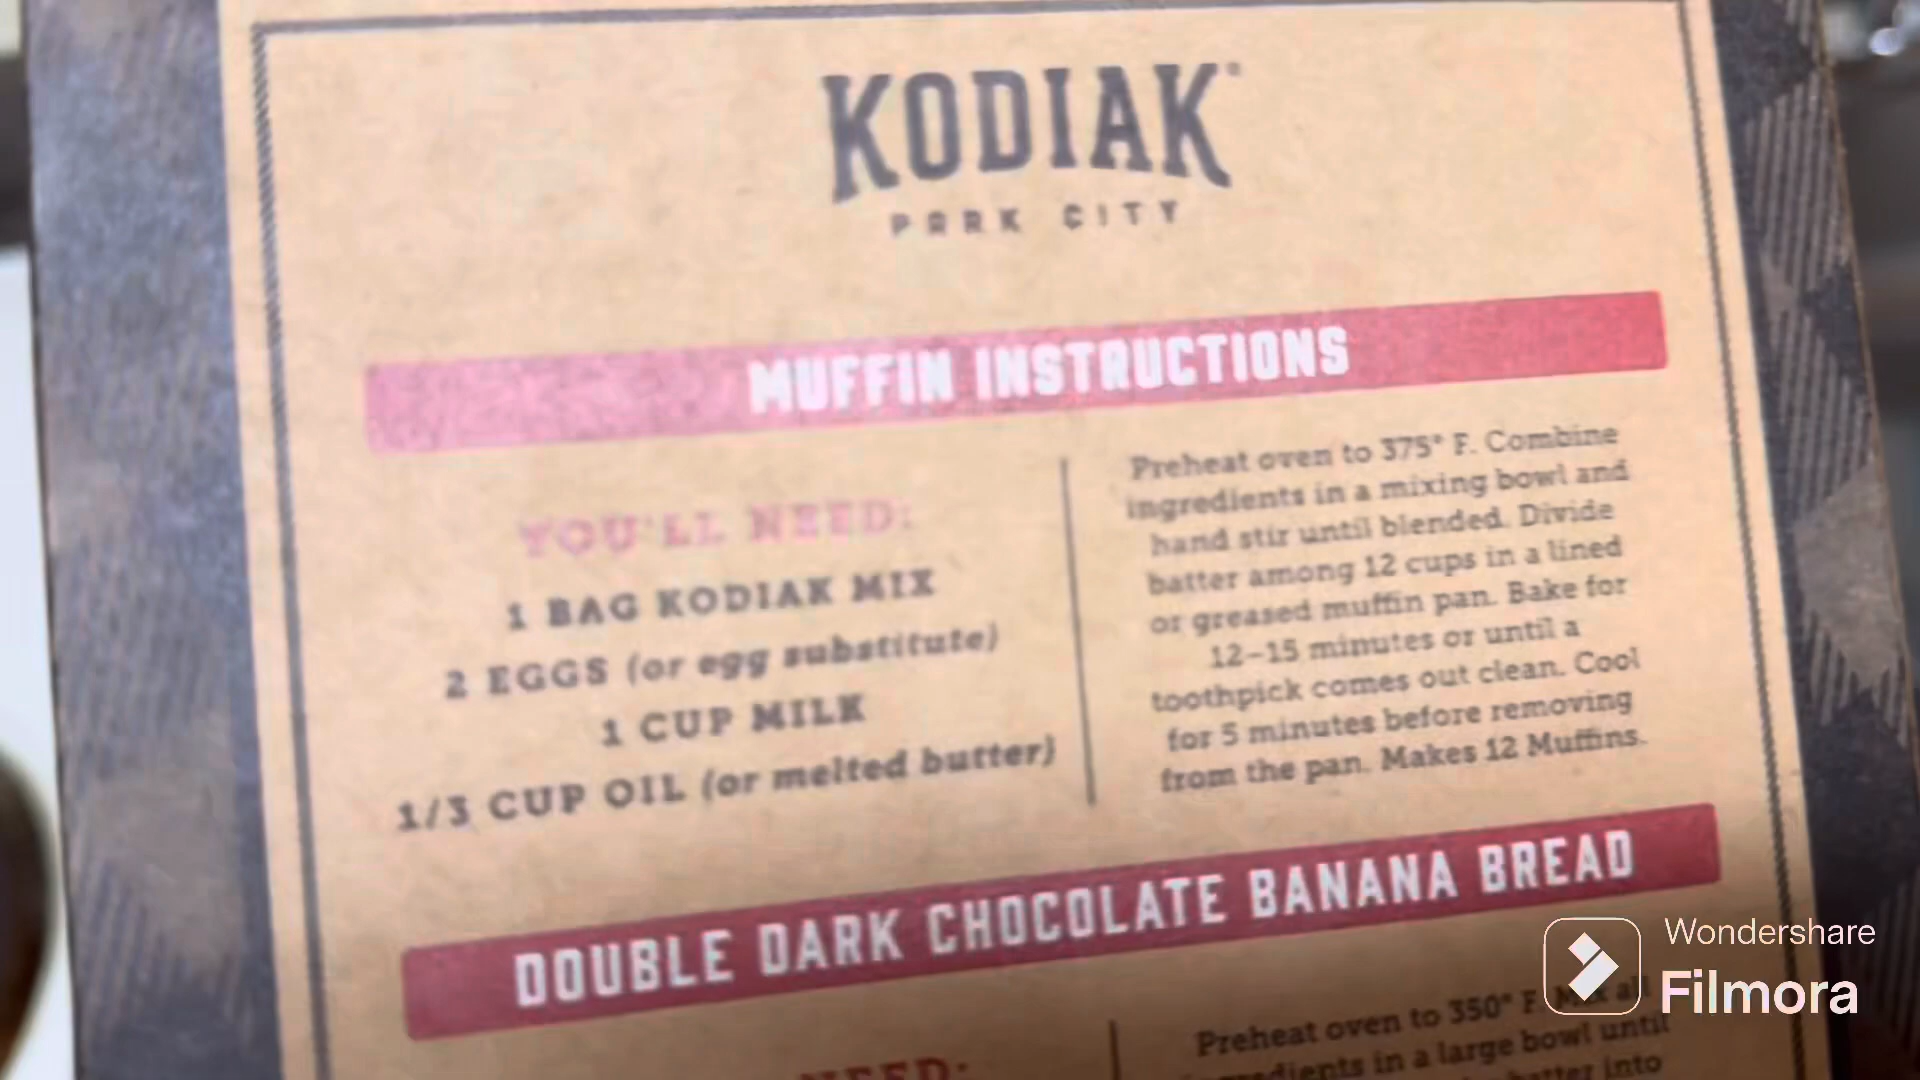 KODIAK
PARK CITY
MUFFIN INSTRUCTIONS
YOU'LL NEED:
1 BAG KODIAK MIX
2 EGGS (or egg substitute)
1 CUP MILK
1/3 CUP OIL (or melted butter)
Preheat oven to 375° F. Combine
ingredients in a mixing bowl and
hand stir until blended. Divide
batter among 12 cups in a lined
or greased muffin pan. Bake for
12–15 minutes or until a
toothpick comes out clean. Cool
for 5 minutes before removing
from the pan. Makes 12 Muffins.
DOUBLE DARK CHOCOLATE BANANA BREAD
NEED:
Preheat oven to 350° F. Mix all
ingredients in a large bowl until
batter into
Wondershare
Filmora